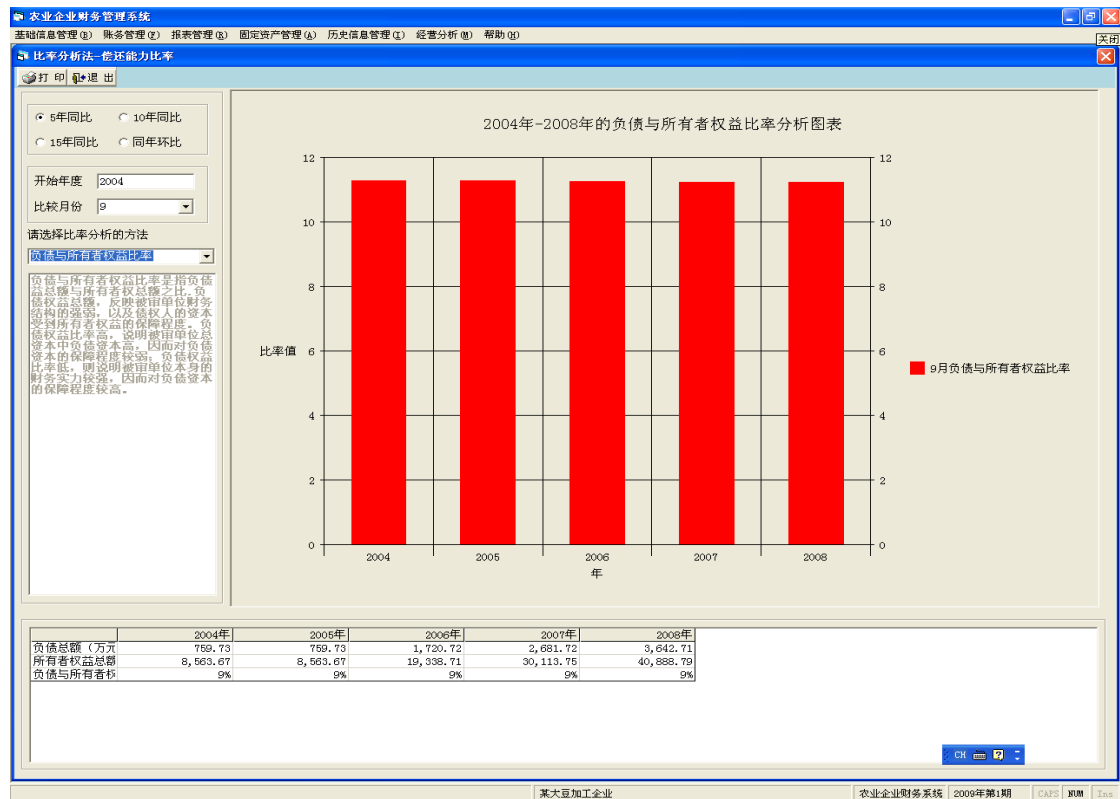 农业企业财务管理系统
基础信息管理(B) 账务管理(F) 报表管理(R) 固定资产管理(A) 历史信息管理(I) 经营分析(M) 帮助(H)
关闭
比率分析法-偿还能力比率
打 印 退 出
5年同比 10年同比
15年同比 同年环比
开始年度 2004
比较月份 9
请选择比率分析的方法
负债与所有者权益比率
负债与所有者权益比率是指负债
益总额与所有者权总额之比.负
债权益总额，反映被审单位财务
结构的强弱，以及债权人的资本
受到所有者权益的保障程度。负
债权益比率高，说明被审单位总
资本中负债资本高，因而对负债
资本的保障程度较弱，负债权益
比率低，则说明被审单位本身的
财务实力较强，因而对负债资本
的保障程度较高。
2004年-2008年的负债与所有者权益比率分析图表
12 12
10 10
8 8
比率值 6 6
9月负债与所有者权益比率
4 4
2 2
0 0
2004 2005 2006 2007 2008
年
2004年 2005年 2006年 2007年 2008年
负债总额（万元 759.73 759.73 1,720.72 2,681.72 3,642.71
所有者权益总额 8,563.67 8,563.67 19,338.71 30,113.75 40,888.79
负债与所有者权 9% 9% 9% 9% 9%
CH
某大豆加工企业 农业企业财务系统 2009年第1期 CAPS NUM Ins